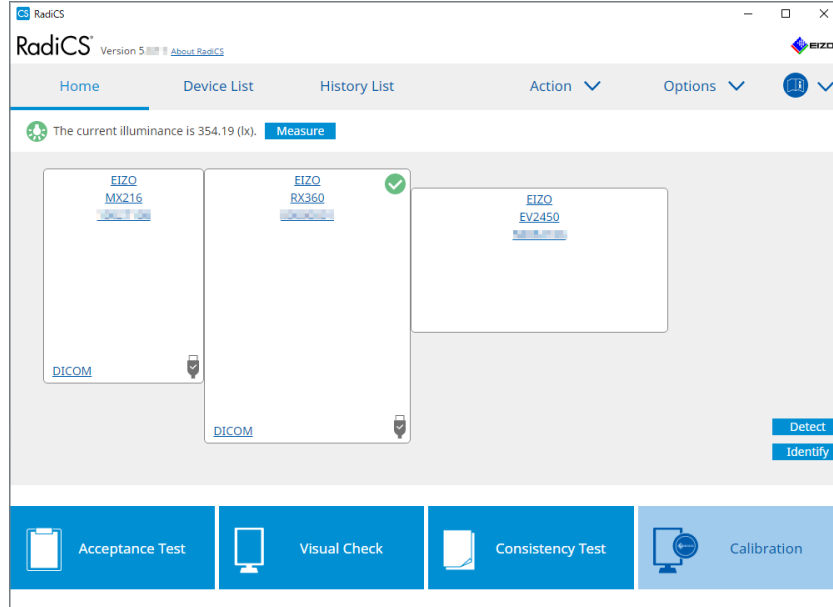 CS RadiCS
RadiCS Version 5. About RadiCS
EIZO
Home Device List History List Action Options
The current illuminance is 354.19 (lx). Measure
EIZO
MX216
DICOM
EIZO
RX360
DICOM
EIZO
EV2450
Detect
Identify
Acceptance Test Visual Check Consistency Test Calibration